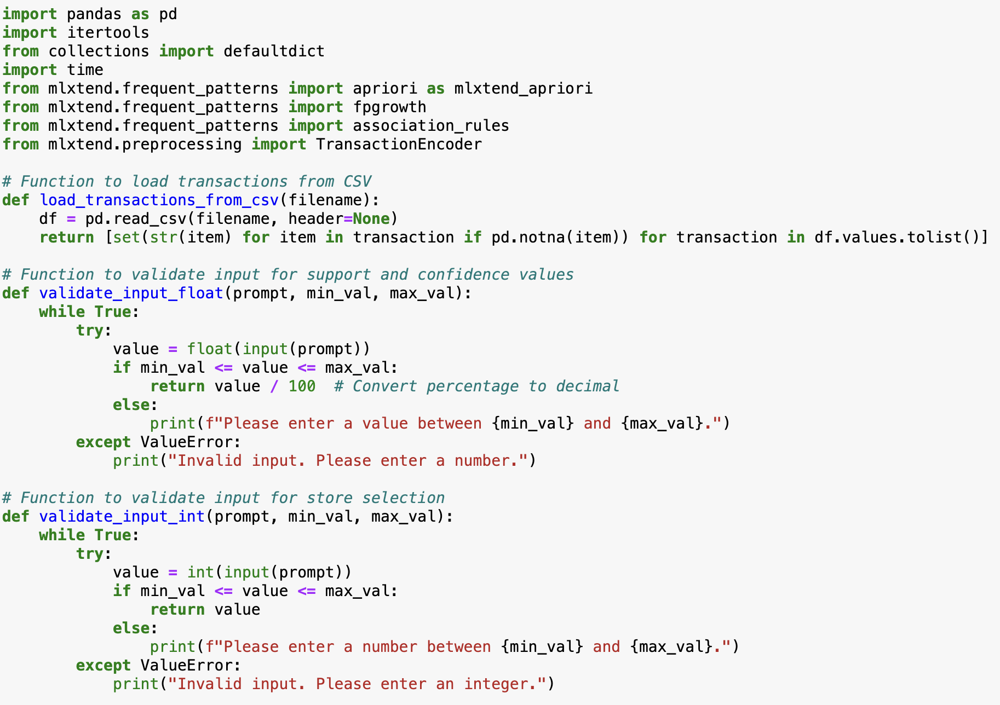 import pandas as pd
import itertools
from collections import defaultdict
import time
from mlxtend.frequent_patterns import apriori as mlxtend_apriori
from mlxtend.frequent_patterns import fpgrowth
from mlxtend.frequent_patterns import association_rules
from mlxtend.preprocessing import TransactionEncoder

# Function to load transactions from CSV
def load_transactions_from_csv(filename):
    df = pd.read_csv(filename, header=None)
    return [set(str(item) for item in transaction if pd.notna(item)) for transaction in df.values.tolist()]

# Function to validate input for support and confidence values
def validate_input_float(prompt, min_val, max_val):
    while True:
        try:
            value = float(input(prompt))
            if min_val <= value <= max_val:
                return value / 100  # Convert percentage to decimal
            else:
                print(f"Please enter a value between {min_val} and {max_val}.")
        except ValueError:
            print("Invalid input. Please enter a number.")

# Function to validate input for store selection
def validate_input_int(prompt, min_val, max_val):
    while True:
        try:
            value = int(input(prompt))
            if min_val <= value <= max_val:
                return value
            else:
                print(f"Please enter a number between {min_val} and {max_val}.")
        except ValueError:
            print("Invalid input. Please enter an integer.")